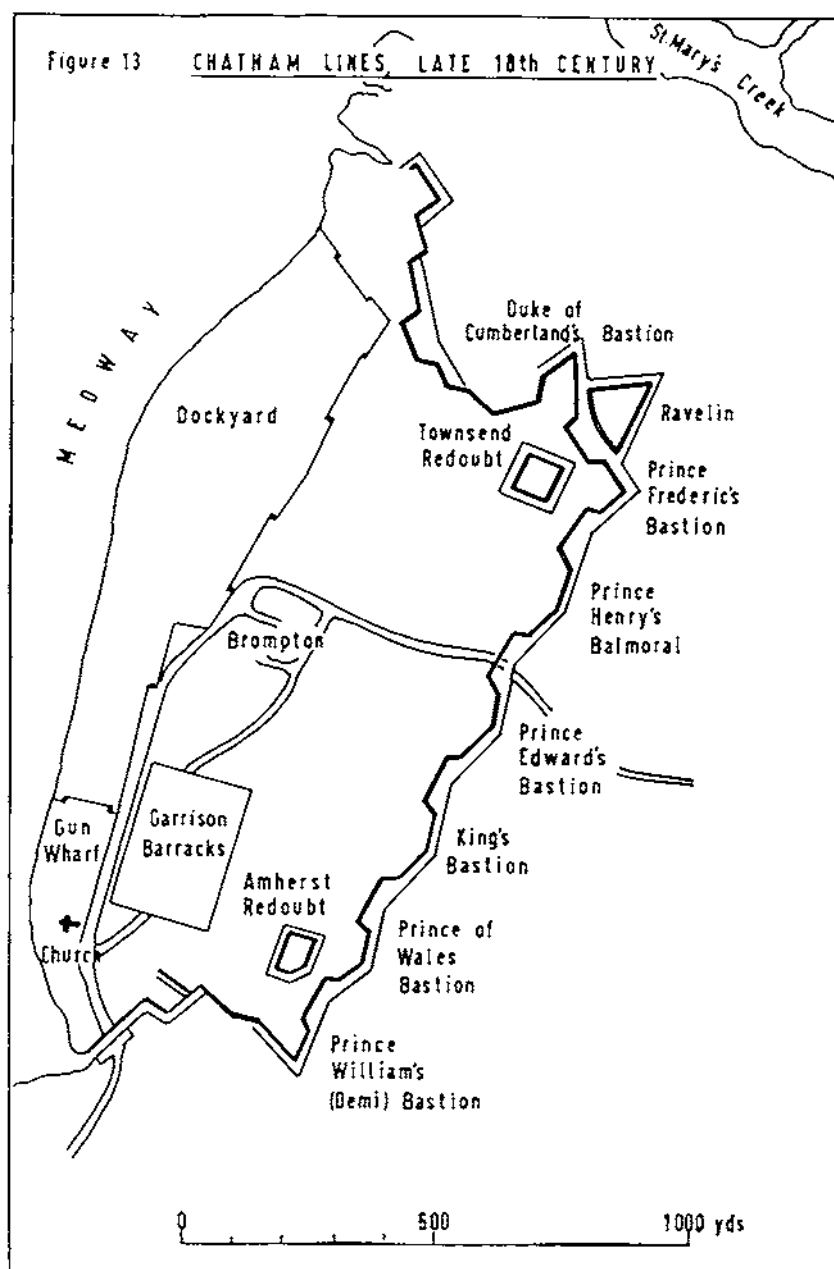 Figure 13 CHATHAM LINES, LATE 18th CENTURY
St. Mary's Creek
MEDWAY
Duke of
Cumberland's Bastion
Dockyard
Ravelin
Townsend
Redoubt
Prince
Frederic's
Bastion
Prince
Henry's
Balmoral
Brompton
Prince
Edward's
Bastion
Gun
Wharf
Garrison
Barracks
King's
Bastion
Amherst
Redoubt
Church
Prince of
Wales
Bastion
Prince
William's
(Demi) Bastion
0 500 1000 yds